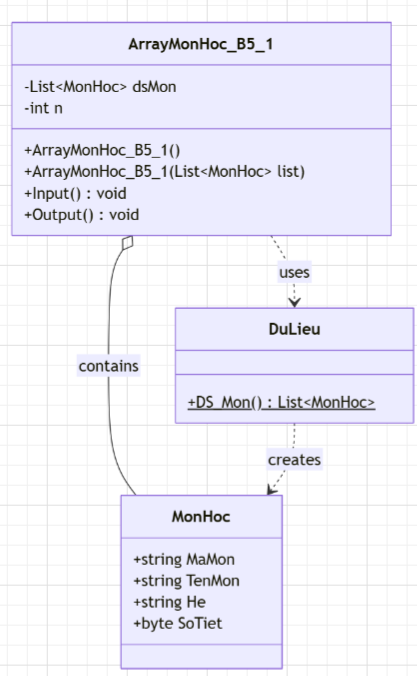 ArrayMonHoc_B5_1
-List<MonHoc> dsMon
-int n
+ArrayMonHoc_B5_1()
+ArrayMonHoc_B5_1(List<MonHoc> list)
+Input() : void
+Output() : void
uses
DuLieu
contains
+DS_Mon() : List<MonHoc>
creates
MonHoc
+string MaMon
+string TenMon
+string He
+byte SoTiet